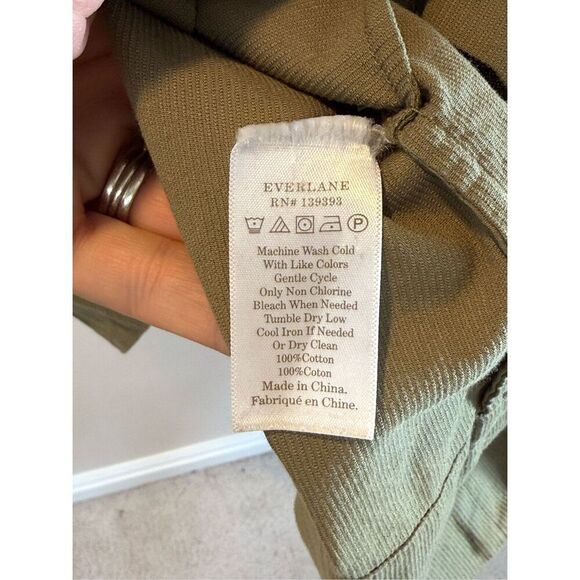 EVERLANE
RN# 139393
P
Machine Wash Cold
With Like Colors
Gentle Cycle
Only Non Chlorine
Bleach When Needed
Tumble Dry Low
Cool Iron If Needed
Or Dry Clean
100%Cotton
100%Coton
Made in China.
Fabriqué en Chine.